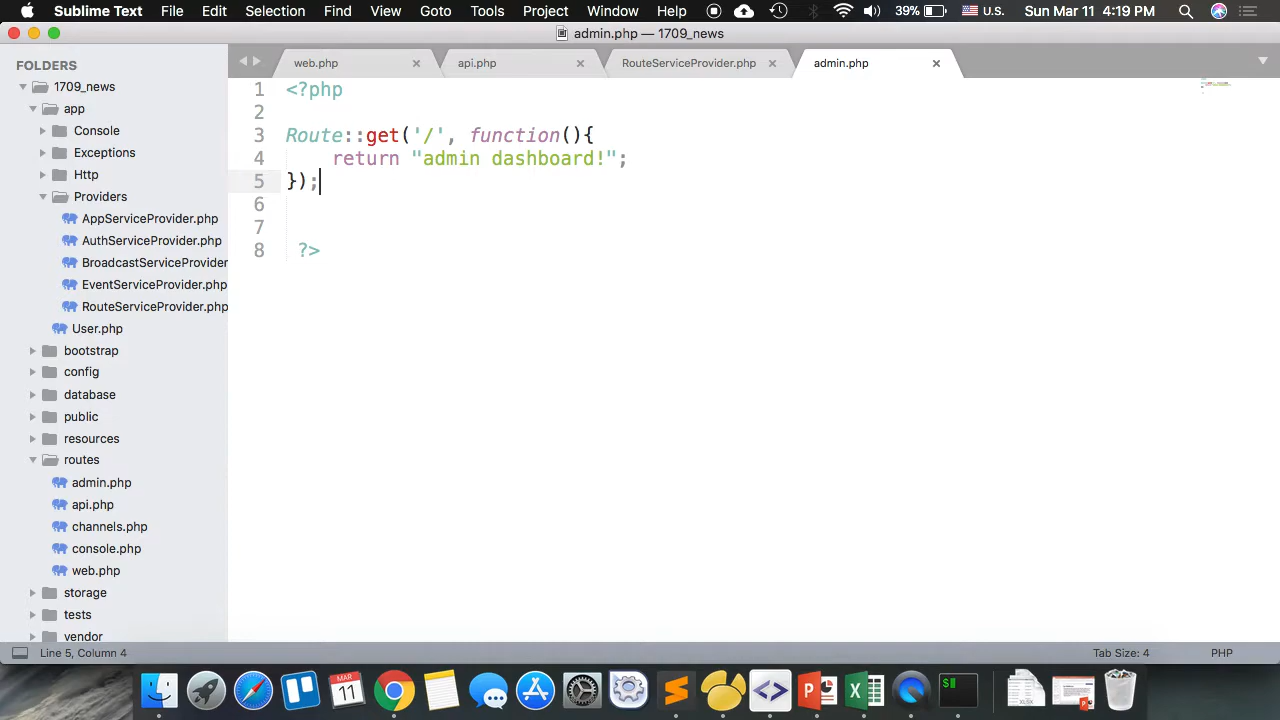 Sublime Text File Edit Selection Find View Goto Tools Project Window Help 39% U.S. Sun Mar 11 4:19 PM
admin.php — 1709_news
FOLDERS
1709_news
app
Console
Exceptions
Http
Providers
AppServiceProvider.php
AuthServiceProvider.php
BroadcastServiceProvider
EventServiceProvider.php
RouteServiceProvider.php
User.php
bootstrap
config
database
public
resources
routes
admin.php
api.php
channels.php
console.php
web.php
storage
tests
vendor
web.php api.php RouteServiceProvider.php admin.php
1 <?php
2
3 Route::get('/', function(){
4     return "admin dashboard!";
5 });
6
7
8  ?>
Line 5, Column 4 Tab Size: 4 PHP
MAR
11